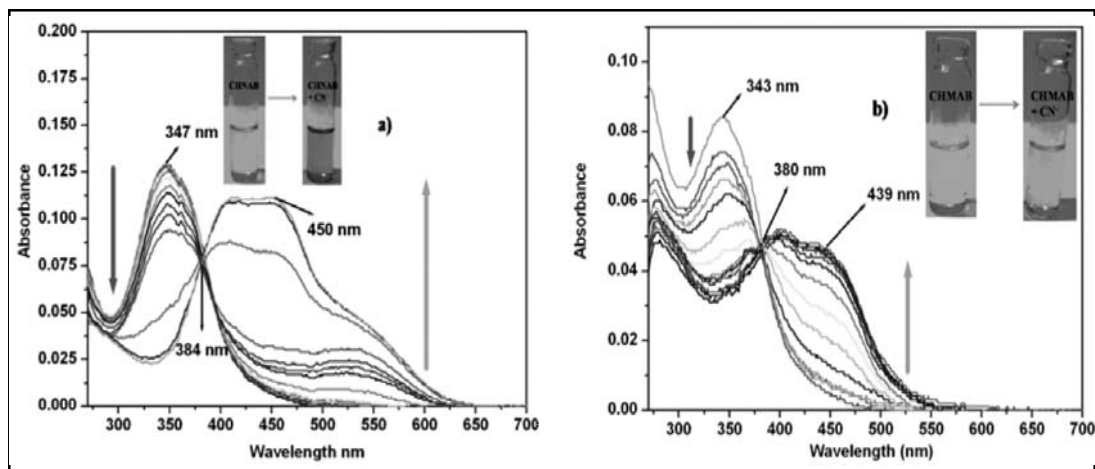 0.200
0.175
0.150
0.125
0.100
0.075
0.050
0.025
0.000
Absorbance
300 350 400 450 500 550 600 650 700
Wavelength nm
347 nm
384 nm
450 nm
CHNAB
CHNAB
+ CN⁻
a)
0.10
0.08
0.06
0.04
0.02
0.00
Absorbance
300 350 400 450 500 550 600 650 700
Wavelength (nm)
343 nm
380 nm
439 nm
b)
CHMAB
CHMAB
+ CN⁻